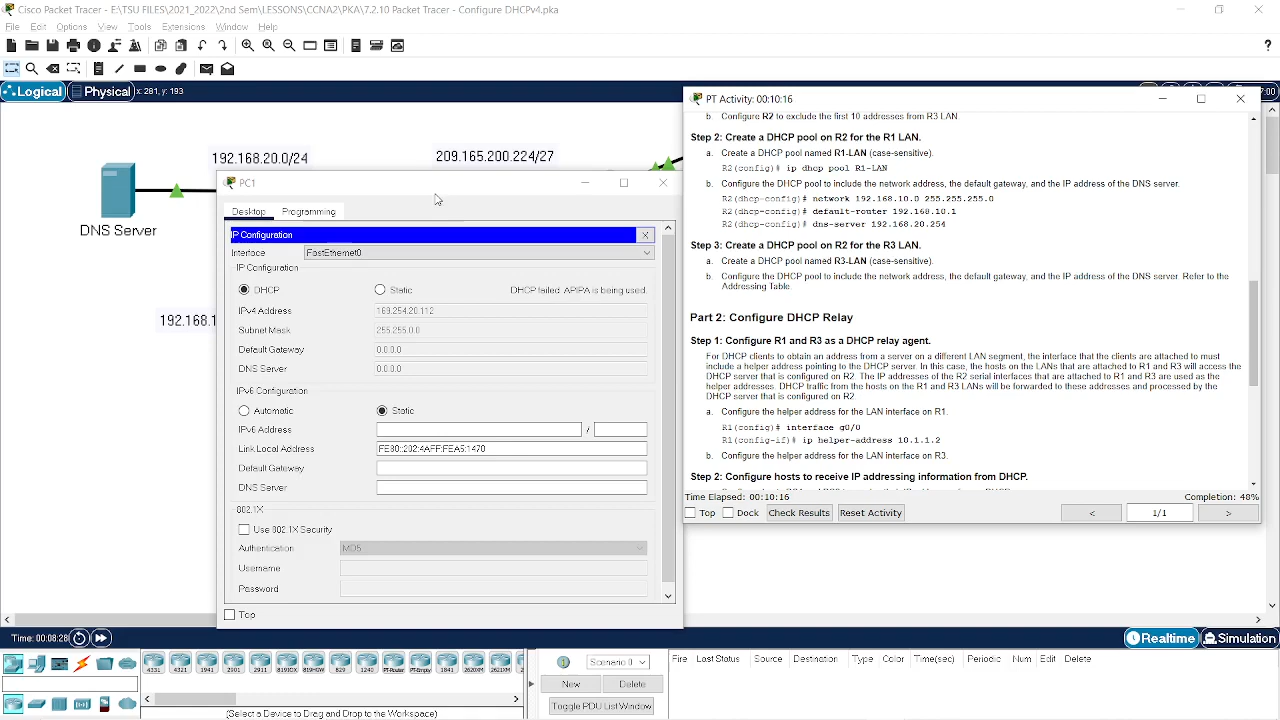 Cisco Packet Tracer - E:\TSU FILES\2021_2022\2nd Sem\LESSONS\CCNA2\PKA\7.2.10 Packet Tracer - Configure DHCPv4.pka
File Edit Options View Tools Extensions Window Help
Logical Physical x: 281, y: 193
192.168.20.0/24
209.165.200.224/27
DNS Server
192.168.1
PC1
Desktop Programming
IP Configuration
Interface FastEthernet0
IP Configuration
DHCP Static DHCP failed. APIPA is being used.
IPv4 Address 169.254.20.112
Subnet Mask 255.255.0.0
Default Gateway 0.0.0.0
DNS Server 0.0.0.0
IPv6 Configuration
Automatic Static
IPv6 Address /
Link Local Address FE80::202:4AFF:FEA5:1470
Default Gateway
DNS Server
802.1X
Use 802.1X Security
Authentication MD5
Username
Password
Top
PT Activity: 00:10:16
b. Configure R2 to exclude the first 10 addresses from R3 LAN
Step 2: Create a DHCP pool on R2 for the R1 LAN.
a. Create a DHCP pool named R1-LAN (case-sensitive).
R2(config)# ip dhcp pool R1-LAN
b. Configure the DHCP pool to include the network address, the default gateway, and the IP address of the DNS server.
R2(dhcp-config)# network 192.168.10.0 255.255.255.0
R2(dhcp-config)# default-router 192.168.10.1
R2(dhcp-config)# dns-server 192.168.20.254
Step 3: Create a DHCP pool on R2 for the R3 LAN.
a. Create a DHCP pool named R3-LAN (case-sensitive).
b. Configure the DHCP pool to include the network address, the default gateway, and the IP address of the DNS server. Refer to the
Addressing Table.
Part 2: Configure DHCP Relay
Step 1: Configure R1 and R3 as a DHCP relay agent.
For DHCP clients to obtain an address from a server on a different LAN segment, the interface that the clients are attached to must
include a helper address pointing to the DHCP server. In this case, the hosts on the LANs that are attached to R1 and R3 will access the
DHCP server that is configured on R2. The IP addresses of the R2 serial interfaces that are attached to R1 and R3 are used as the
helper addresses. DHCP traffic from the hosts on the R1 and R3 LANs will be forwarded to these addresses and processed by the
DHCP server that is configured on R2.
a. Configure the helper address for the LAN interface on R1.
R1(config)# interface g0/0
R1(config-if)# ip helper-address 10.1.1.2
b. Configure the helper address for the LAN interface on R3.
Step 2: Configure hosts to receive IP addressing information from DHCP.
Time Elapsed: 00:10:16 Completion: 48%
Top Dock Check Results Reset Activity < 1/1 >
Time: 00:08:28 Realtime Simulation
4331 4321 1941 2901 2911 819IOX 819HGW 829 1240 PT-Router PT-Empty 1841 2620XM 2621XM
(Select a Device to Drag and Drop to the Workspace)
Scenario 0
New Delete
Toggle PDU List Window
Fire Last Status Source Destination Type Color Time(sec) Periodic Num Edit Delete